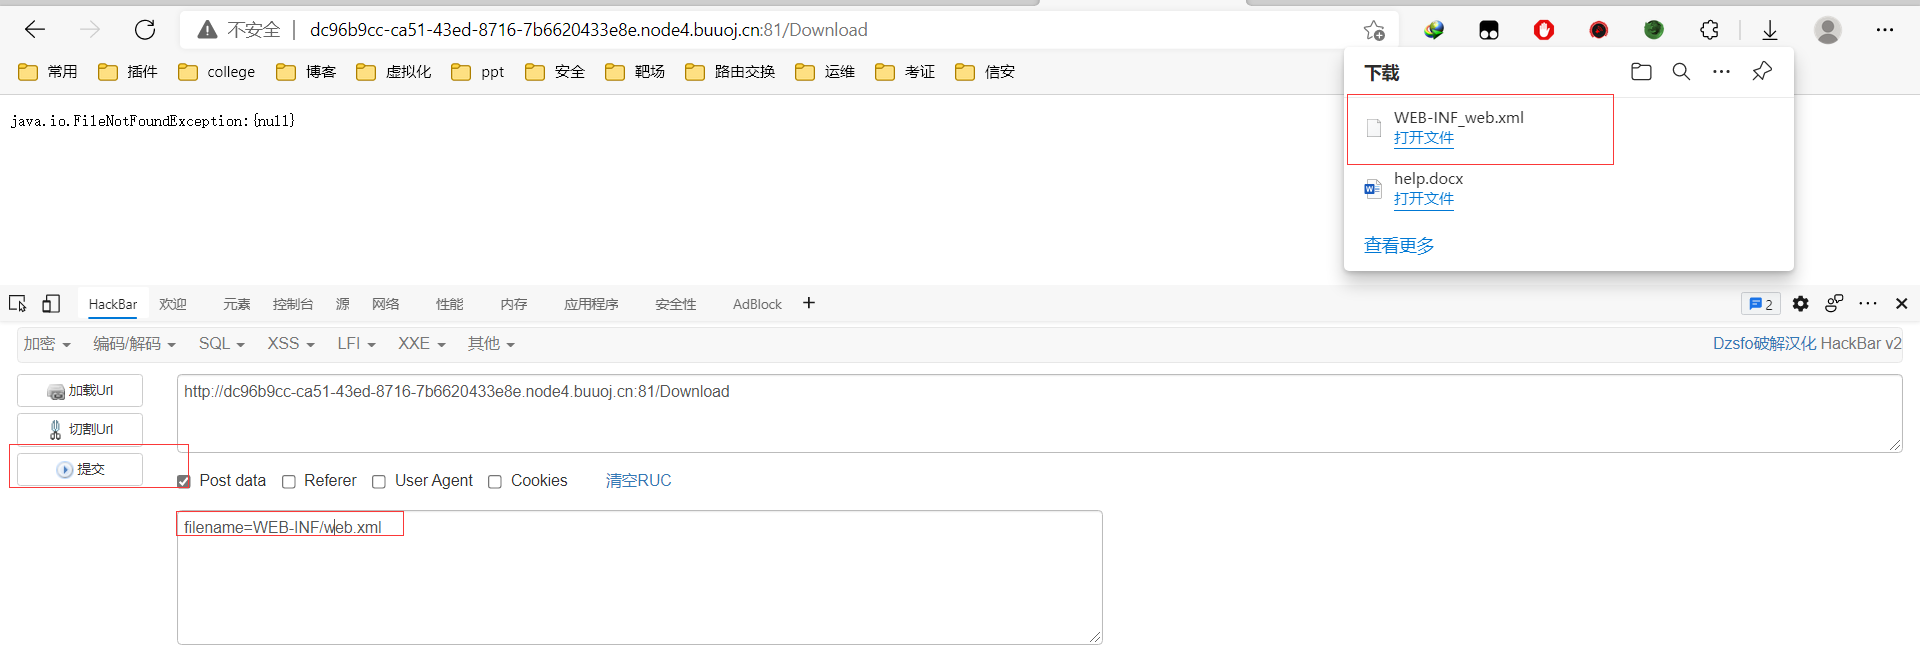 不安全 dc96b9cc-ca51-43ed-8716-7b6620433e8e.node4.buuoj.cn:81/Download
常用 插件 college 博客 虚拟化 ppt 安全 靶场 路由交换 运维 考证 信安
java.io.FileNotFoundException:{null}
下载
WEB-INF_web.xml
打开文件
help.docx
打开文件
查看更多
HackBar 欢迎 元素 控制台 源 网络 性能 内存 应用程序 安全性 AdBlock + 2
加密 编码/解码 SQL XSS LFI XXE 其他 Dzsfo破解汉化 HackBar v2
加载Url http://dc96b9cc-ca51-43ed-8716-7b6620433e8e.node4.buuoj.cn:81/Download
切割Url
提交
Post data Referer User Agent Cookies 清空RUC
filename=WEB-INF/web.xml